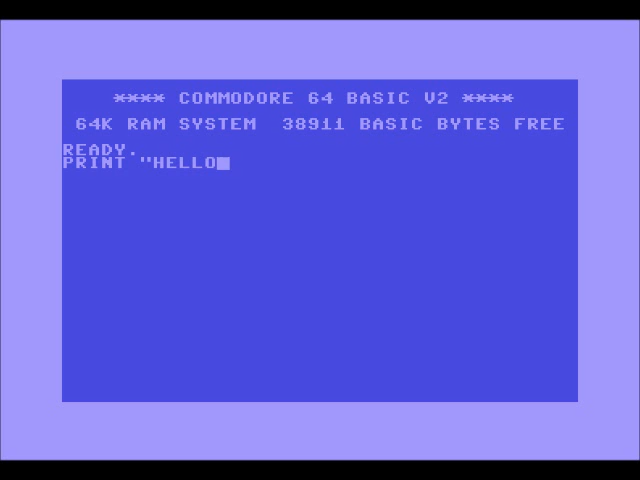 **** COMMODORE 64 BASIC V2 ****
64K RAM SYSTEM  38911 BASIC BYTES FREE
READY.
PRINT "HELLO